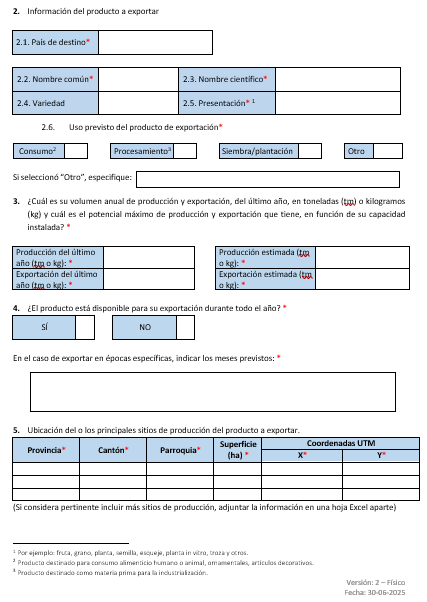 2. Información del producto a exportar
2.1. País de destino*
2.2. Nombre común*
2.3. Nombre científico*
2.4. Variedad
2.5. Presentación* 1
2.6. Uso previsto del producto de exportación*
Consumo2
Procesamiento3
Siembra/plantación
Otro
Si seleccionó "Otro", especifique:
3. ¿Cuál es su volumen anual de producción y exportación, del último año, en toneladas (tm) o kilogramos
(kg) y cuál es el potencial máximo de producción y exportación que tiene, en función de su capacidad
instalada? *
Producción del último
año (tm o kg): *
Producción estimada (tm
o kg): *
Exportación del último
año (tm o kg): *
Exportación estimada (tm
o kg): *
4. ¿El producto está disponible para su exportación durante todo el año? *
SÍ
NO
En el caso de exportar en épocas específicas, indicar los meses previstos: *
5. Ubicación del o los principales sitios de producción del producto a exportar.
Provincia*
Cantón*
Parroquia*
Superficie
(ha) *
Coordenadas UTM
X*
Y*
(Si considera pertinente incluir más sitios de producción, adjuntar la información en una hoja Excel aparte)
1 Por ejemplo: fruta, grano, planta, semilla, esqueje, planta in vitro, troza y otros.
2 Producto destinado para consumo alimenticio humano o animal, ornamentales, artículos decorativos.
3 Producto destinado como materia prima para la industrialización.
Versión: 2 – Físico
Fecha: 30-06-2025